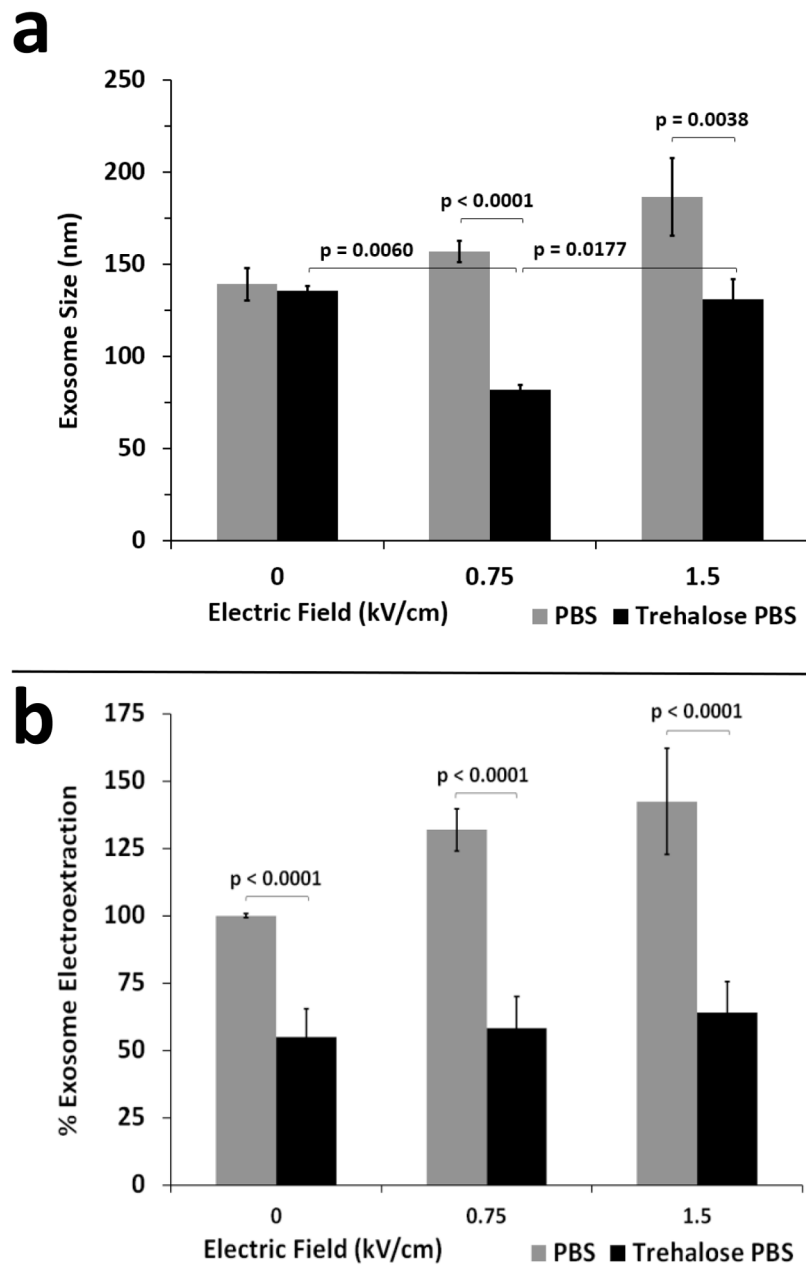 a
250
200
150
100
50
0
Exosome Size (nm)
p = 0.0038
p < 0.0001
p = 0.0060
p = 0.0177
0 0.75 1.5
Electric Field (kV/cm) PBS Trehalose PBS
b
175
150
125
100
75
50
25
0
% Exosome Electroextraction
p < 0.0001
p < 0.0001
p < 0.0001
0 0.75 1.5
Electric Field (kV/cm) PBS Trehalose PBS